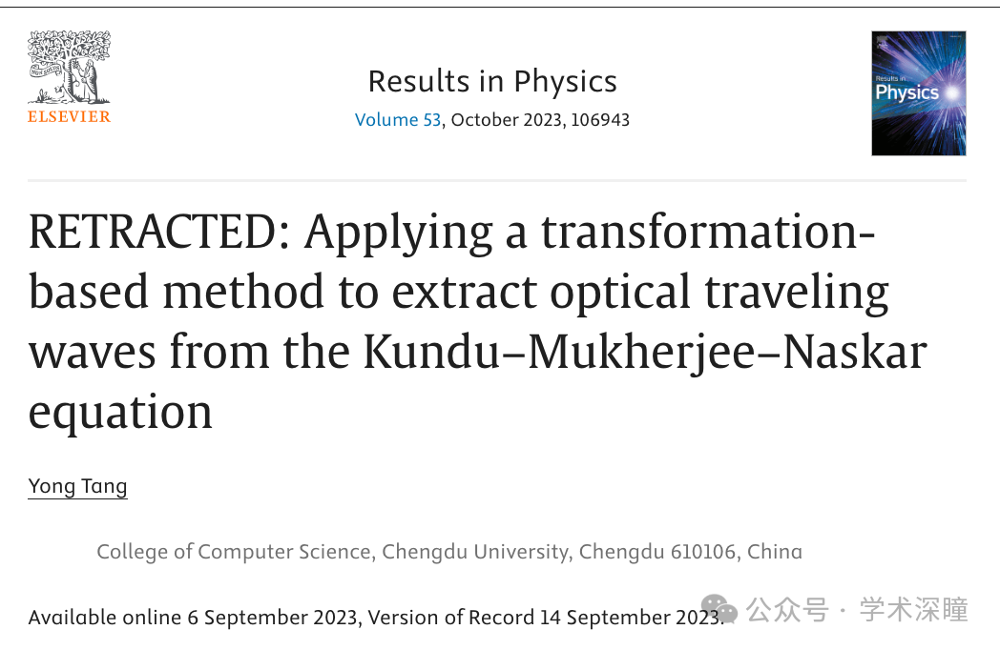 ELSEVIER
Results in Physics
Volume 53, October 2023, 106943
Results in
Physics
RETRACTED: Applying a transformation-
based method to extract optical traveling
waves from the Kundu–Mukherjee–Naskar
equation
Yong Tang
College of Computer Science, Chengdu University, Chengdu 610106, China
Available online 6 September 2023, Version of Record 14 September 2023.
公众号 · 学术深瞳